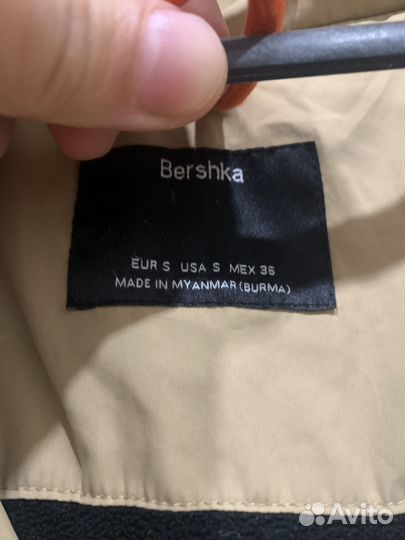 Bershka
EUR S USA S MEX 36
MADE IN MYANMAR (BURMA)
Avito